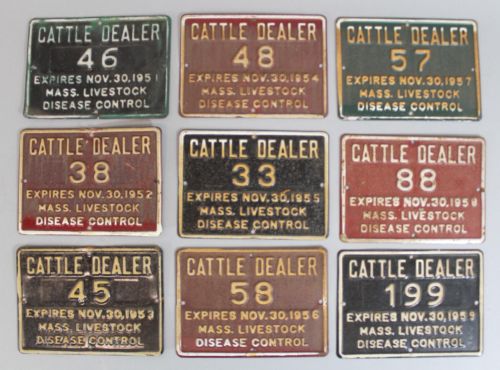 CATTLE DEALER
46
EXPIRES NOV. 30, 1951
MASS. LIVESTOCK
DISEASE CONTROL
CATTLE DEALER
48
EXPIRES NOV. 30, 1954
MASS. LIVESTOCK
DISEASE CONTROL
CATTLE DEALER
57
EXPIRES NOV. 30, 1957
MASS. LIVESTOCK
DISEASE CONTROL
CATTLE DEALER
38
EXPIRES NOV. 30, 1952
MASS. LIVESTOCK
DISEASE CONTROL
CATTLE DEALER
33
EXPIRES NOV. 30, 1955
MASS. LIVESTOCK
DISEASE CONTROL
CATTLE DEALER
88
EXPIRES NOV. 30, 1958
MASS. LIVESTOCK
DISEASE CONTROL
CATTLE DEALER
45
EXPIRES NOV. 30, 1953
MASS. LIVESTOCK
DISEASE CONTROL
CATTLE DEALER
58
EXPIRES NOV. 30, 1956
MASS. LIVESTOCK
DISEASE CONTROL
CATTLE DEALER
199
EXPIRES NOV. 30, 1959
MASS. LIVESTOCK
DISEASE CONTROL